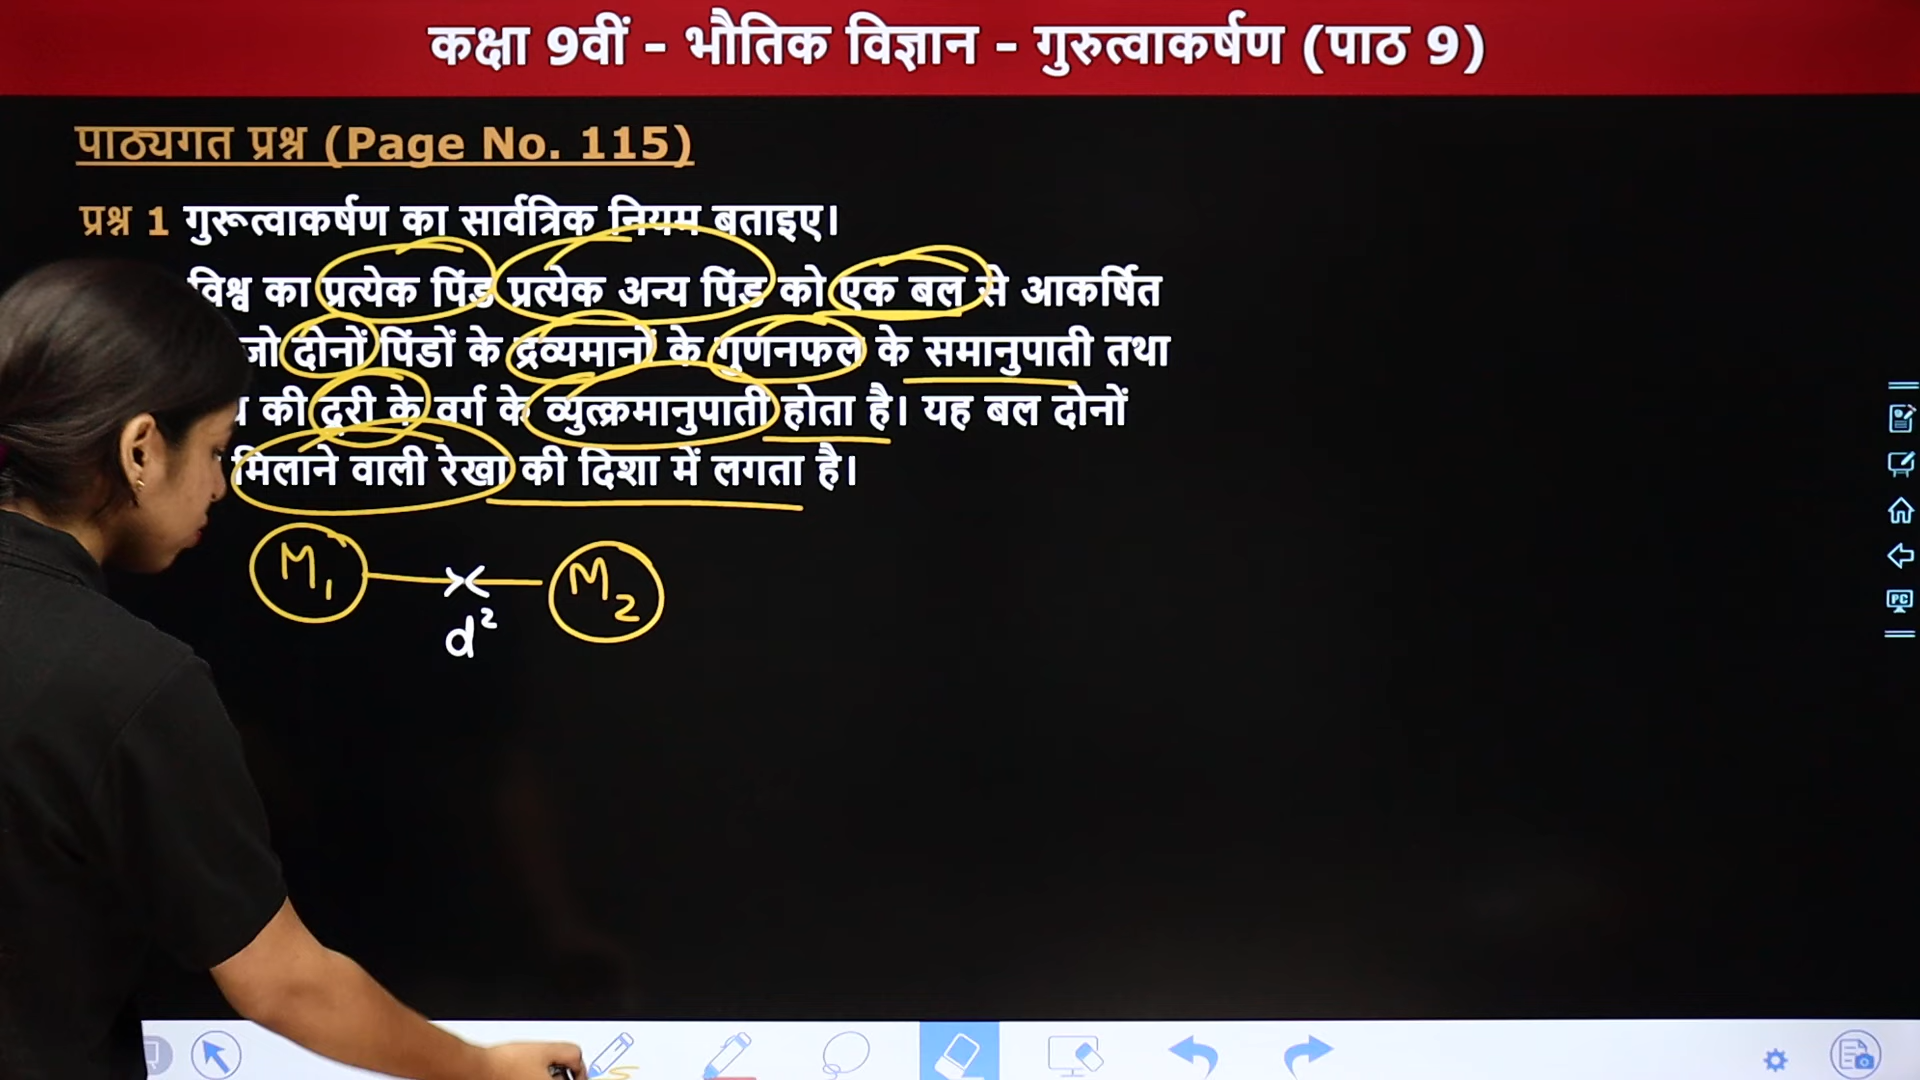 कक्षा 9वीं - भौतिक विज्ञान - गुरुत्वाकर्षण (पाठ 9)
पाठ्यगत प्रश्न (Page No. 115)
प्रश्न 1 गुरूत्वाकर्षण का सार्वत्रिक नियम बताइए।
विश्व का प्रत्येक पिंड प्रत्येक अन्य पिंड को एक बल से आकर्षित
जो दोनों पिंडों के द्रव्यमानों के गुणनफल के समानुपाती तथा
की दूरी के वर्ग के व्युत्क्रमानुपाती होता है। यह बल दोनों
मिलाने वाली रेखा की दिशा में लगता है।
M₁ M₂
d²
PC